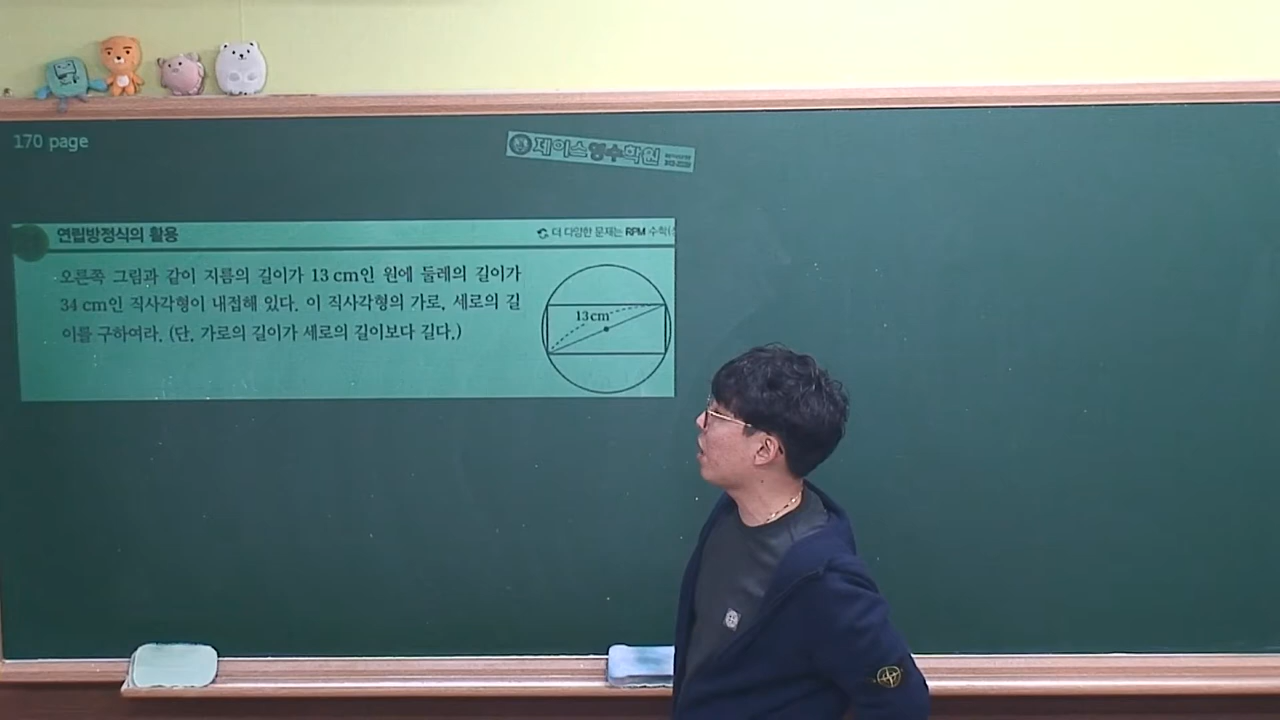 170 page
제이스영수학원
연립방정식의 활용
더 다양한 문제는 RPM 수학
오른쪽 그림과 같이 지름의 길이가 13 cm인 원에 둘레의 길이가
34 cm인 직사각형이 내접해 있다. 이 직사각형의 가로, 세로의 길
이를 구하여라. (단, 가로의 길이가 세로의 길이보다 길다.)
13cm